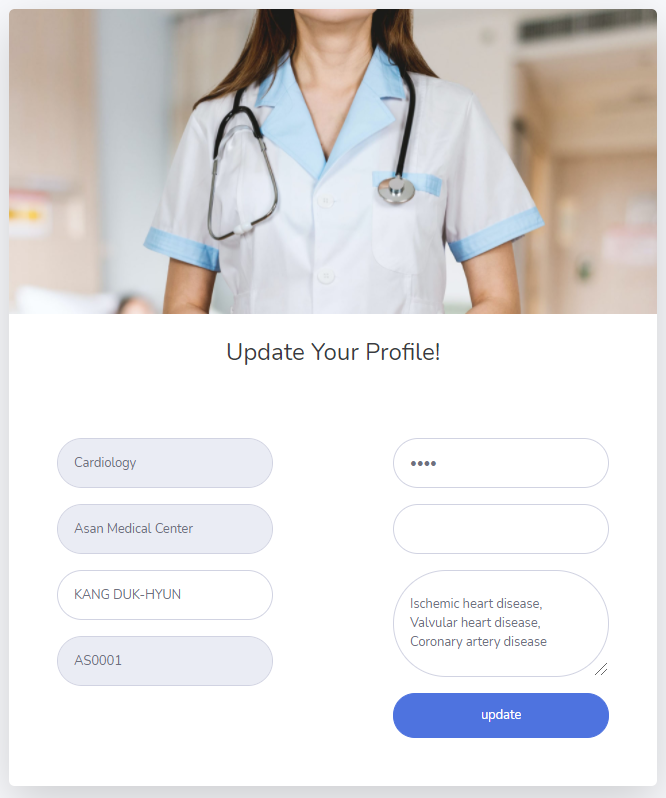 Update Your Profile!
Cardiology
Asan Medical Center
KANG DUK-HYUN
AS0001
••••
Ischemic heart disease,
Valvular heart disease,
Coronary artery disease
update